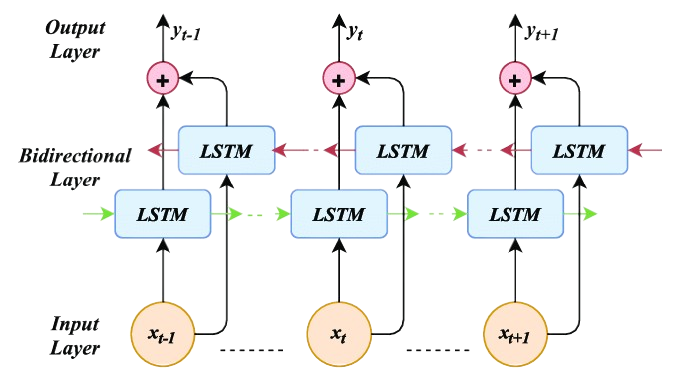 Output
Layer
y_{t-1}
y_t
y_{t+1}
+
+
+
Bidirectional
Layer
LSTM
LSTM
LSTM
LSTM
LSTM
LSTM
Input
Layer
x_{t-1}
x_t
x_{t+1}